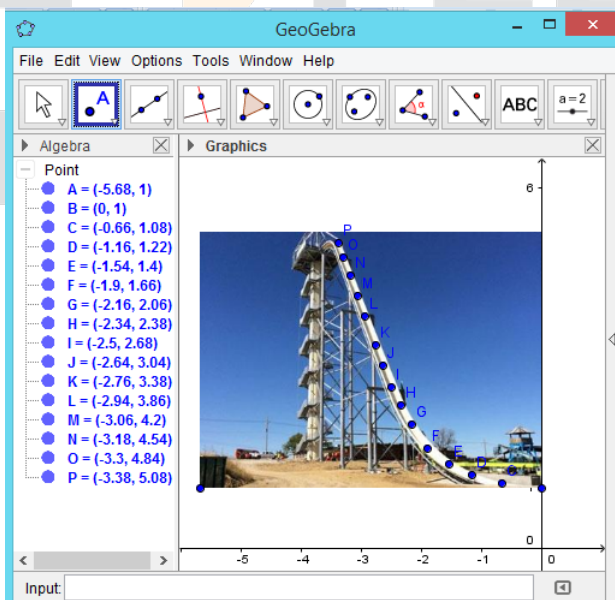 GeoGebra
File Edit View Options Tools Window Help
A
α
ABC
a=2
Algebra
Graphics
Point
A = (-5.68, 1)
B = (0, 1)
C = (-0.66, 1.08)
D = (-1.16, 1.22)
E = (-1.54, 1.4)
F = (-1.9, 1.66)
G = (-2.16, 2.06)
H = (-2.34, 2.38)
I = (-2.5, 2.68)
J = (-2.64, 3.04)
K = (-2.76, 3.38)
L = (-2.94, 3.86)
M = (-3.06, 4.2)
N = (-3.18, 4.54)
O = (-3.3, 4.84)
P = (-3.38, 5.08)
6
P
O
N
M
L
K
J
I
H
G
F
E
D
C
0
-5 -4 -3 -2 -1 0
Input: